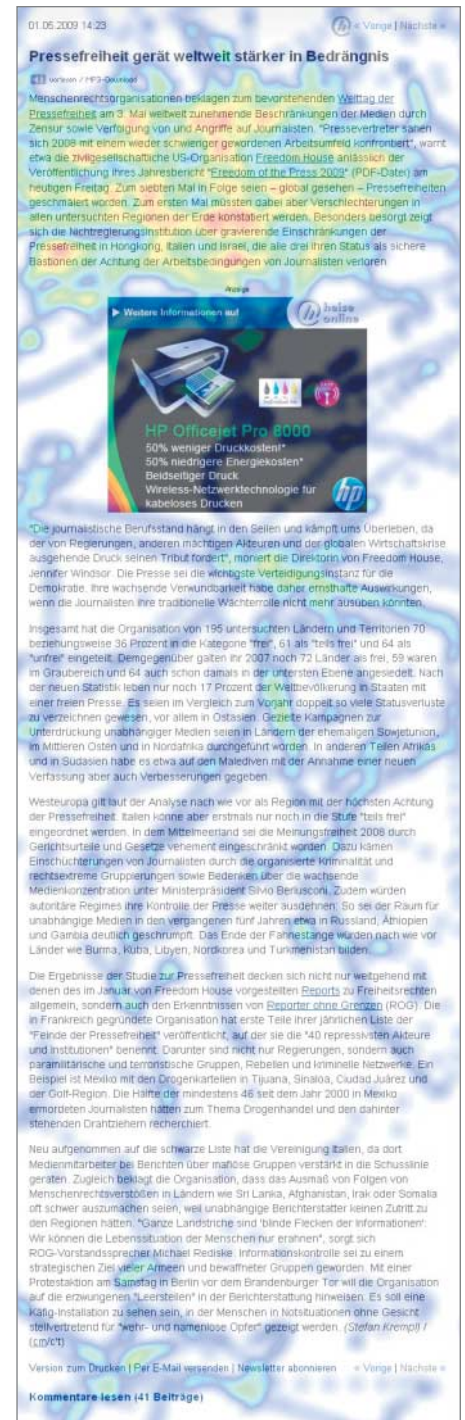 01.05.2009 14:23
« Vorige | Nächste »
Pressefreiheit gerät weltweit stärker in Bedrängnis
vorlesen / MP3-Download
Menschenrechtsorganisationen beklagen zum bevorstehenden Welttag der
Pressefreiheit am 3. Mai weltweit zunehmende Beschränkungen der Medien durch
Zensur sowie Verfolgung von und Angriffe auf Journalisten. "Pressevertreter sahen
sich 2008 mit einem wieder schwieriger gewordenen Arbeitsumfeld konfrontiert", warnt
etwa die zivilgesellschaftliche US-Organisation Freedom House anlässlich der
Veröffentlichung ihres Jahresbericht "Freedom of the Press 2009" (PDF-Datei) am
heutigen Freitag. Zum siebten Mal in Folge seien – global gesehen – Pressefreiheiten
geschmälert worden. Zum ersten Mal müssten dabei aber Verschlechterungen in
allen untersuchten Regionen der Erde konstatiert werden. Besonders besorgt zeigt
sich die Nichtregierungsinstitution über gravierende Einschränkungen der
Pressefreiheit in Hongkong, Italien und Israel, die alle drei ihren Status als sichere
Bastionen der Achtung der Arbeitsbedingungen von Journalisten verloren.
Anzeige
Weitere Informationen auf
heise online
HP Officejet Pro 8000
50% weniger Druckkosten!*
50% niedrigere Energiekosten*
Beidseitiger Druck
Wireless-Netzwerktechnologie für
kabelloses Drucken
hp
"Die journalistische Berufsstand hängt in den Seilen und kämpft ums Überleben, da
der von Regierungen, anderen mächtigen Akteuren und der globalen Wirtschaftskrise
ausgehende Druck seinen Tribut fordert", moniert die Direktorin von Freedom House,
Jennifer Windsor. Die Presse sei die wichtigste Verteidigungsinstanz für die
Demokratie. Ihre wachsende Verwundbarkeit habe daher ernsthafte Auswirkungen,
wenn die Journalisten ihre traditionelle Wächterrolle nicht mehr ausüben könnten.
Insgesamt hat die Organisation von 195 untersuchten Ländern und Territorien 70
beziehungsweise 36 Prozent in die Kategorie "frei", 61 als "teils frei" und 64 als
"unfrei" eingeteilt. Demgegenüber galten ihr 2007 noch 72 Länder als frei, 59 waren
im Graubereich und 64 auch schon damals in der untersten Ebene angesiedelt. Nach
der neuen Statistik leben nur noch 17 Prozent der Weltbevölkerung in Staaten mit
einer freien Presse. Es seien im Vergleich zum Vorjahr doppelt so viele Statusverluste
zu verzeichnen gewesen, vor allem in Ostasien. Gezielte Kampagnen zur
Unterdrückung unabhängiger Medien seien in Ländern der ehemaligen Sowjetunion,
im Mittleren Osten und in Nordafrika durchgeführt worden. In anderen Teilen Afrikas
und in Südasien habe es etwa auf den Malediven mit der Annahme einer neuen
Verfassung aber auch Verbesserungen gegeben.
Westeuropa gilt laut der Analyse nach wie vor als Region mit der höchsten Achtung
der Pressefreiheit. Italien könne aber erstmals nur noch in die Stufe "teils frei"
eingeordnet werden. In dem Mittelmeerland sei die Meinungsfreiheit 2008 durch
Gerichtsurteile und Gesetze vehement eingeschränkt worden. Dazu kämen
Einschüchterungen von Journalisten durch die organisierte Kriminalität und
rechtsextreme Gruppierungen sowie Bedenken über die wachsende
Medienkonzentration unter Ministerpräsident Silvio Berlusconi. Zudem würden
autoritäre Regimes ihre Kontrolle der Presse weiter ausdehnen: So sei der Raum für
unabhängige Medien in den vergangenen fünf Jahren etwa in Russland, Äthiopien
und Gambia deutlich geschrumpft. Das Ende der Fahnestange würden nach wie vor
Länder wie Burma, Kuba, Libyen, Nordkorea und Turkmenistan bilden.
Die Ergebnisse der Studie zur Pressefreiheit decken sich nicht nur weitgehend mit
denen des im Januar von Freedom House vorgestellten Reports zu Freiheitsrechten
allgemein, sondern auch den Erkenntnissen von Reporter ohne Grenzen (ROG). Die
in Frankreich gegründete Organisation hat erste Teile ihrer jährlichen Liste der
"Feinde der Pressefreiheit" veröffentlicht, auf der sie die "40 repressivsten Akteure
und Institutionen" benennt. Darunter sind nicht nur Regierungen, sondern auch
paramilitärische und terroristische Gruppen, Rebellen und kriminelle Netzwerke. Ein
Beispiel ist Mexiko mit den Drogenkartellen in Tijuana, Sinaloa, Ciudad Juárez und
der Golf-Region. Die Hälfte der mindestens 46 seit dem Jahr 2000 in Mexiko
ermordeten Journalisten hätten zum Thema Drogenhandel und den dahinter
stehenden Drahtziehern recherchiert.
Neu aufgenommen auf die schwarze Liste hat die Vereinigung Italien, da dort
Medienmitarbeiter bei Berichten über mafiöse Gruppen verstärkt in die Schusslinie
geraten. Zugleich beklagt die Organisation, dass das Ausmaß von Folgen von
Menschenrechtsverstößen in Ländern wie Sri Lanka, Afghanistan, Irak oder Somalia
oft schwer auszumachen seien, weil unabhängige Berichterstatter keinen Zutritt zu
den Regionen hätten. "Ganze Landstriche sind 'blinde Flecken der Informationen':
Wir können die Lebenssituation der Menschen nur erahnen", sorgt sich
ROG-Vorstandssprecher Michael Rediske. Informationskontrolle sei zu einem
strategischen Ziel vieler Armeen und bewaffneter Gruppen geworden. Mit einer
Protestaktion am Samstag in Berlin vor dem Brandenburger Tor will die Organisation
auf die erzwungenen "Leerstellen" in der Berichterstattung hinweisen. Es soll eine
Käfig-Installation zu sehen sein, in der Menschen in Notsituationen ohne Gesicht
stellvertretend für "wehr- und namenlose Opfer" gezeigt werden. (Stefan Krempl) /
(cm/c't)
Version zum Drucken | Per E-Mail versenden | Newsletter abonnieren « Vorige | Nächste »
Kommentare lesen (41 Beiträge)